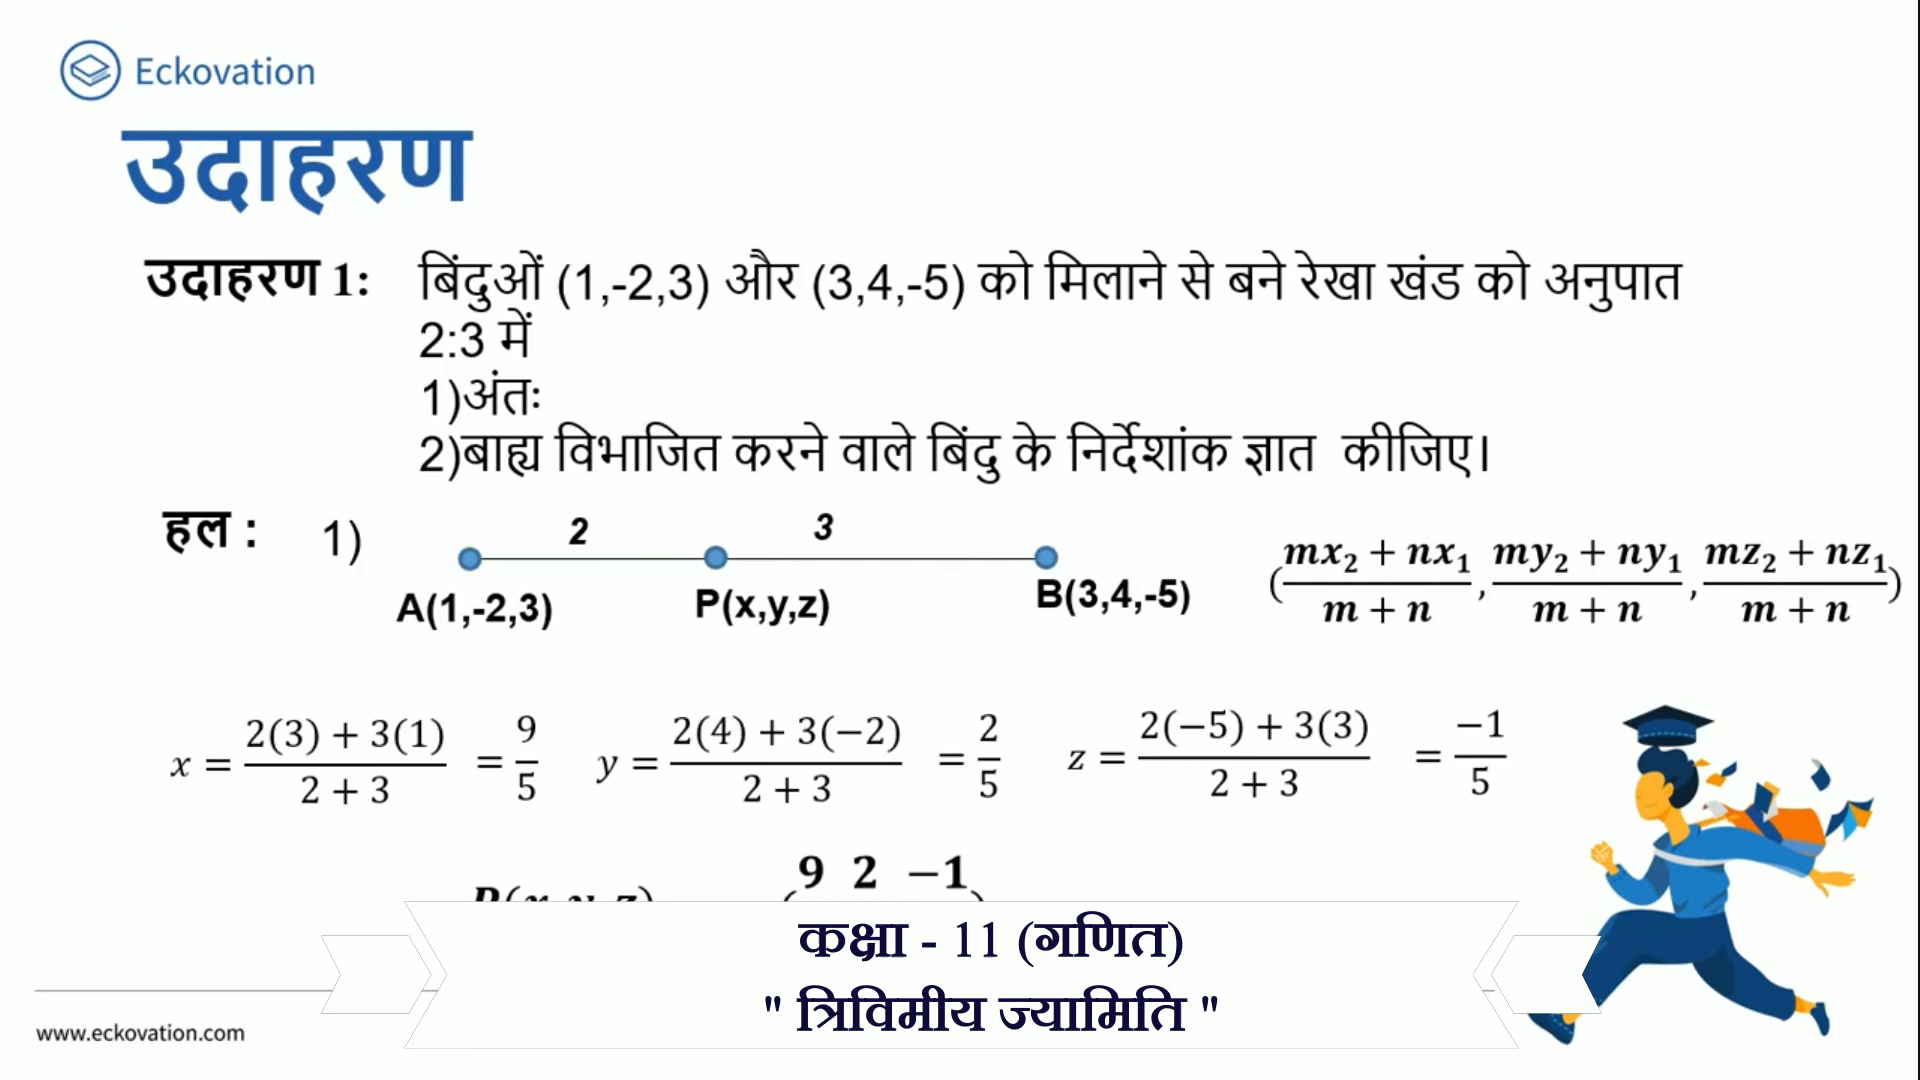 Eckovation
उदाहरण
उदाहरण 1: बिंदुओं (1,-2,3) और (3,4,-5) को मिलाने से बने रेखा खंड को अनुपात
2:3 में
1)अंतः
2)बाह्य विभाजित करने वाले बिंदु के निर्देशांक ज्ञात कीजिए।
हल : 1) 2 3
A(1,-2,3) P(x,y,z) B(3,4,-5)
(mx₂ + nx₁ / m + n , my₂ + ny₁ / m + n , mz₂ + nz₁ / m + n)
x = 2(3) + 3(1) / 2 + 3 = 9/5 y = 2(4) + 3(−2) / 2 + 3 = 2/5 z = 2(−5) + 3(3) / 2 + 3 = −1/5
9 2 −1
कक्षा - 11 (गणित)
" त्रिविमीय ज्यामिति "
www.eckovation.com